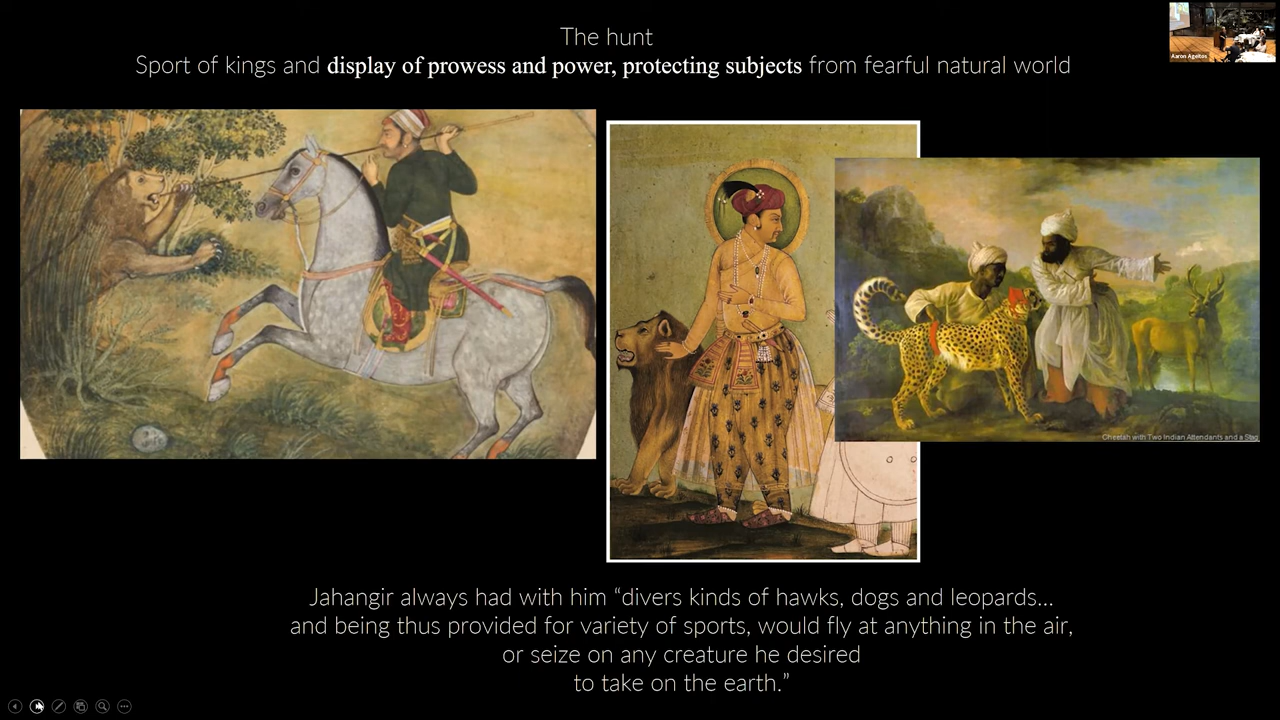 The hunt
Sport of kings and display of prowess and power, protecting subjects from fearful natural world
Aaron Ageitos
Cheetah with Two Indian Attendants and a Stag
Jahangir always had with him “divers kinds of hawks, dogs and leopards...
and being thus provided for variety of sports, would fly at anything in the air,
or seize on any creature he desired
to take on the earth.”